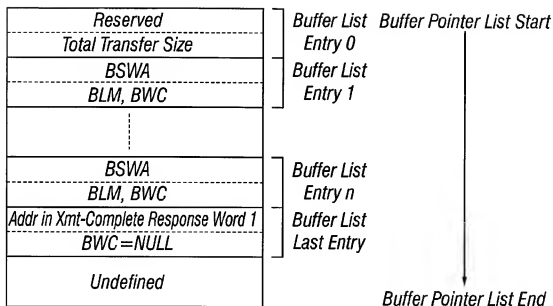 Reserved
Total Transfer Size
Buffer List
Entry 0
Buffer Pointer List Start
BSWA
BLM, BWC
Buffer List
Entry 1
BSWA
BLM, BWC
Buffer List
Entry n
Addr in Xmt-Complete Response Word 1
BWC=NULL
Buffer List
Last Entry
Undefined
Buffer Pointer List End